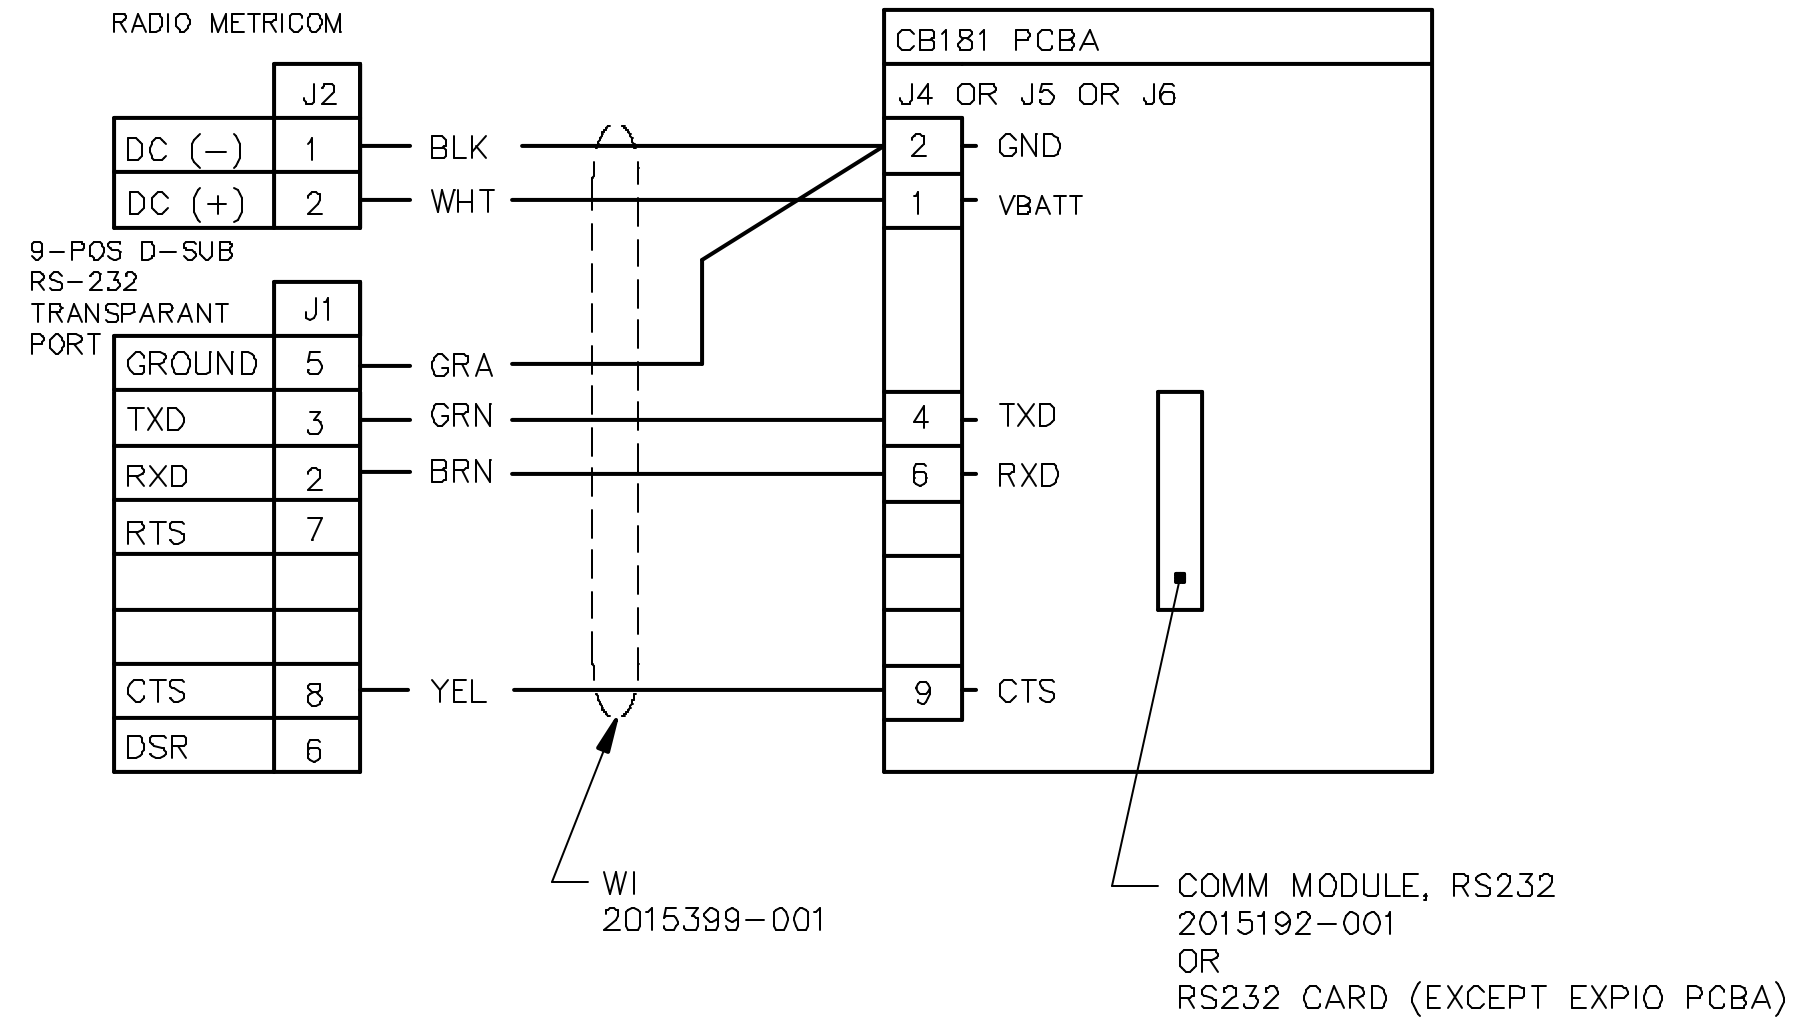 RADIO METRICOM
J2
DC (-) 1 BLK
DC (+) 2 WHT
9-POS D-SUB
RS-232
TRANSPARANT
PORT
J1
GROUND 5 GRA
TXD 3 GRN
RXD 2 BRN
RTS 7
CTS 8 YEL
DSR 6
CB181 PCBA
J4 OR J5 OR J6
2 GND
1 VBATT
4 TXD
6 RXD
9 CTS
WI
2015399-001
COMM MODULE, RS232
2015192-001
OR
RS232 CARD (EXCEPT EXPIO PCBA)